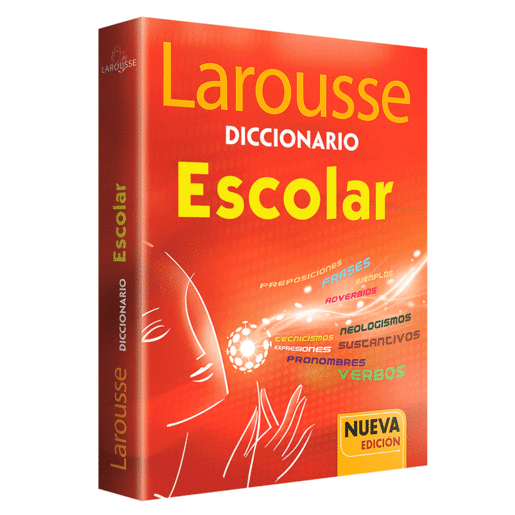 LAROUSSE
Larousse DICCIONARIO Escolar
Larousse
DICCIONARIO
Escolar
PREPOSICIONES
FRASES
EJEMPLOS
ADVERBIOS
NEOLOGISMOS
TECNICISMOS
SUSTANTIVOS
EXPRESIONES
PRONOMBRES
VERBOS
NUEVA
EDICIÓN